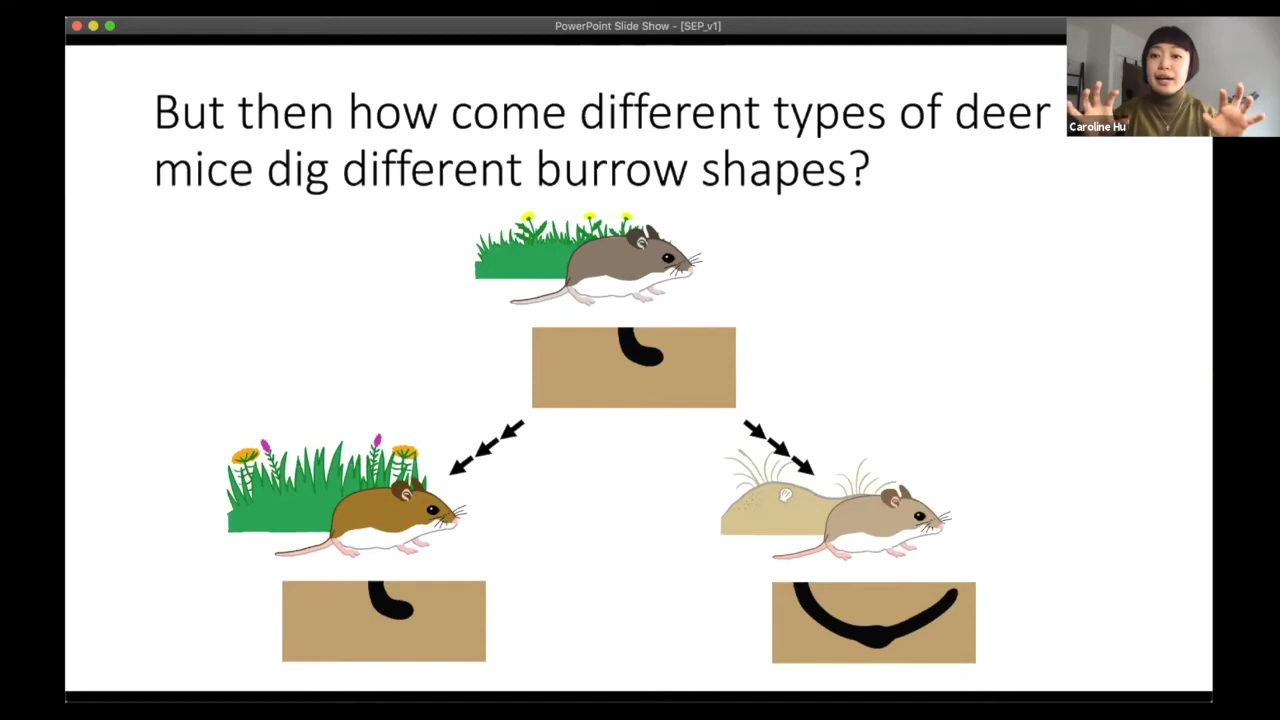 PowerPoint Slide Show - [SEP_v1]
But then how come different types of deer
mice dig different burrow shapes?
Caroline Hu